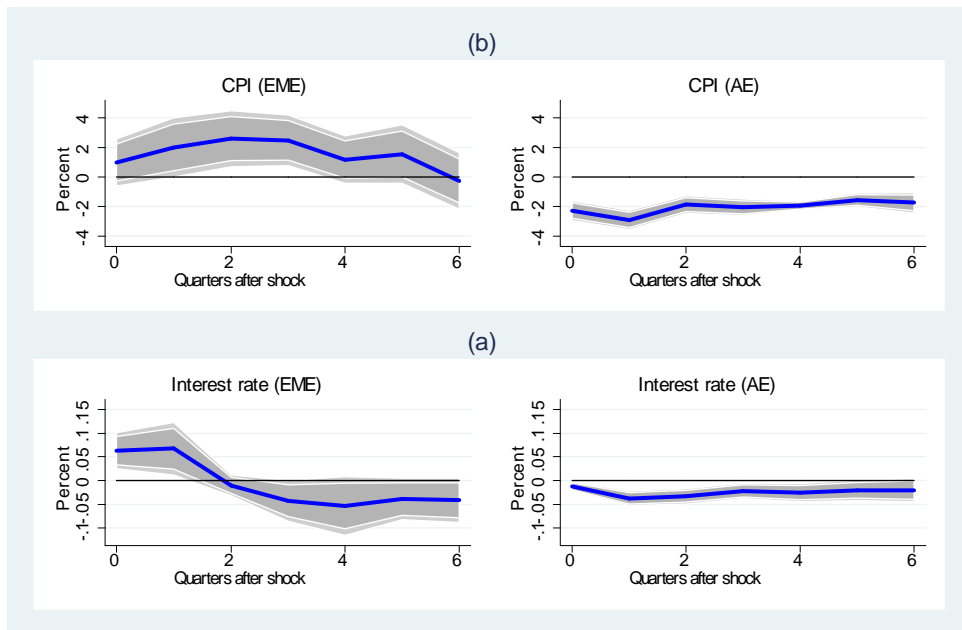 (b)
CPI (EME)
CPI (AE)
Percent
-4 -2 0 2 4
0 2 4 6
Quarters after shock
Percent
-4 -2 0 2 4
0 2 4 6
Quarters after shock
(a)
Interest rate (EME)
Interest rate (AE)
Percent
-.1 -.05 0 .05 .1 .15
0 2 4 6
Quarters after shock
Percent
-.1 -.05 0 .05 .1 .15
0 2 4 6
Quarters after shock